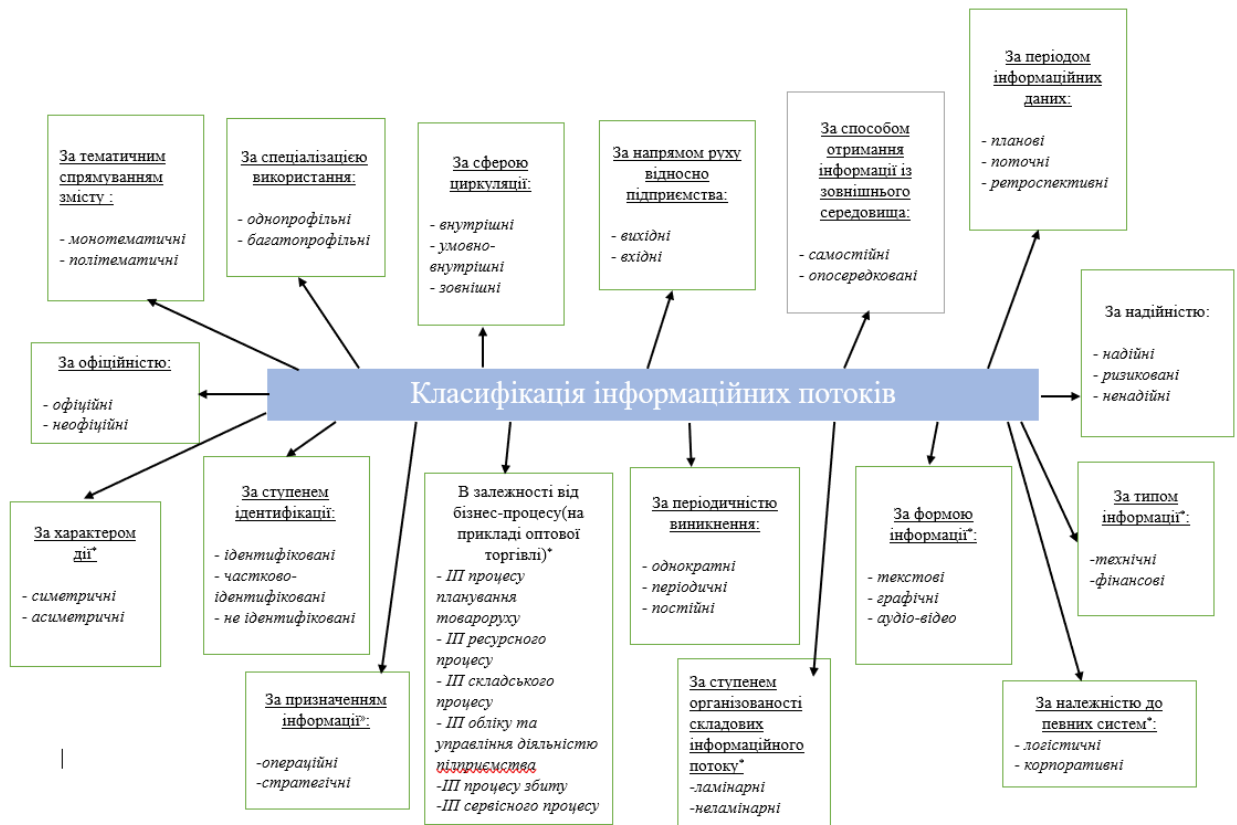 За тематичним
спрямуванням
змісту :
- монотематичні
- політематичні
За спеціалізацією
використання:
- однопрофільні
- багатопрофільні
За сферою
циркуляції:
- внутрішні
- умовно-
внутрішні
- зовнішні
За напрямом руху
відносно
підприємства:
- вихідні
- вхідні
За способом
отримання
інформації із
зовнішнього
середовища:
- самостійні
- опосередковані
За періодом
інформаційних
даних:
- планові
- поточні
- ретроспективні
За офіційністю:
- офіційні
- неофіційні
Класифікація інформаційних потоків
За надійністю:
- надійні
- ризиковані
- ненадійні
За характером
дії*
- симетричні
- асиметричні
За ступенем
ідентифікації:
- ідентифіковані
- частково-
ідентифіковані
- не ідентифіковані
За призначенням
інформації*:
-операційні
-стратегічні
В залежності від
бізнес-процесу(на
прикладі оптової
торгівлі)*
- ІП процесу
планування
товароруху
- ІП ресурсного
процесу
- ІП складського
процесу
- ІП обліку та
управління діяльністю
підприємства
-ІП процесу збиту
-ІП сервісного процесу
За періодичністю
виникнення:
- однократні
- періодичні
- постійні
За ступенем
організованості
складових
інформаційного
потоку*
-ламінарні
-неламінарні
За формою
інформації*:
- текстові
- графічні
- аудіо-відео
За типом
інформації*:
-технічні
-фінансові
За належністю до
певних систем*:
- логістичні
- корпоративні